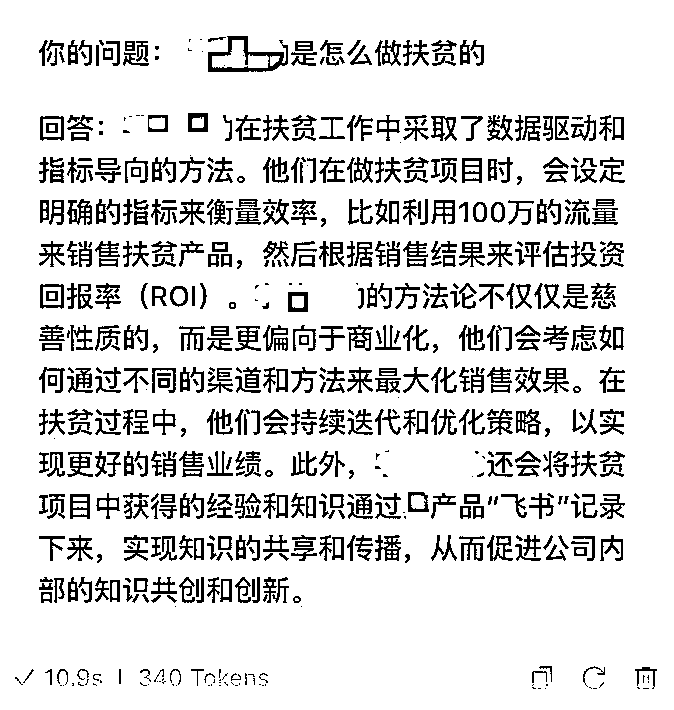 你的问题：的是怎么做扶贫的
回答：在扶贫工作中采取了数据驱动和
指标导向的方法。他们在做扶贫项目时，会设定
明确的指标来衡量效率，比如利用100万的流量
来销售扶贫产品，然后根据销售结果来评估投资
回报率（ROI）。的方法论不仅仅是慈
善性质的，而是更偏向于商业化，他们会考虑如
何通过不同的渠道和方法来最大化销售效果。在
扶贫过程中，他们会持续迭代和优化策略，以实
现更好的销售业绩。此外，还会将扶贫
项目中获得的经验和知识通过产品“飞书”记录
下来，实现知识的共享和传播，从而促进公司内
部的知识共创和创新。
10.9s | 340 Tokens